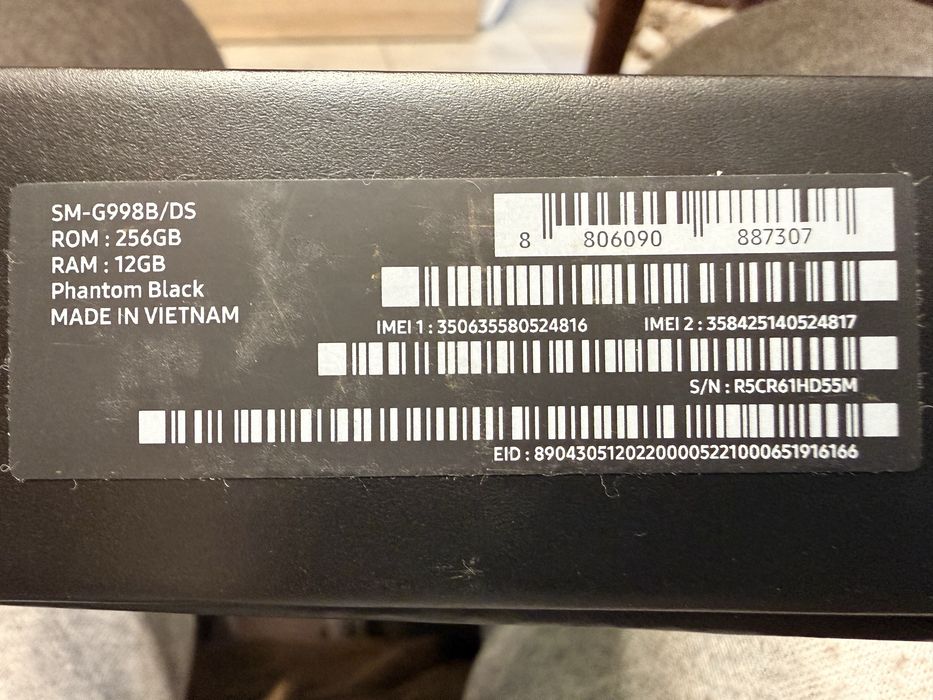 SM-G998B/DS
ROM : 256GB
RAM : 12GB
Phantom Black
MADE IN VIETNAM
8 806090 887307
IMEI 1 : 350635580524816 IMEI 2 : 358425140524817
S/N : R5CR61HD55M
EID : 89043051202200005221000651916166